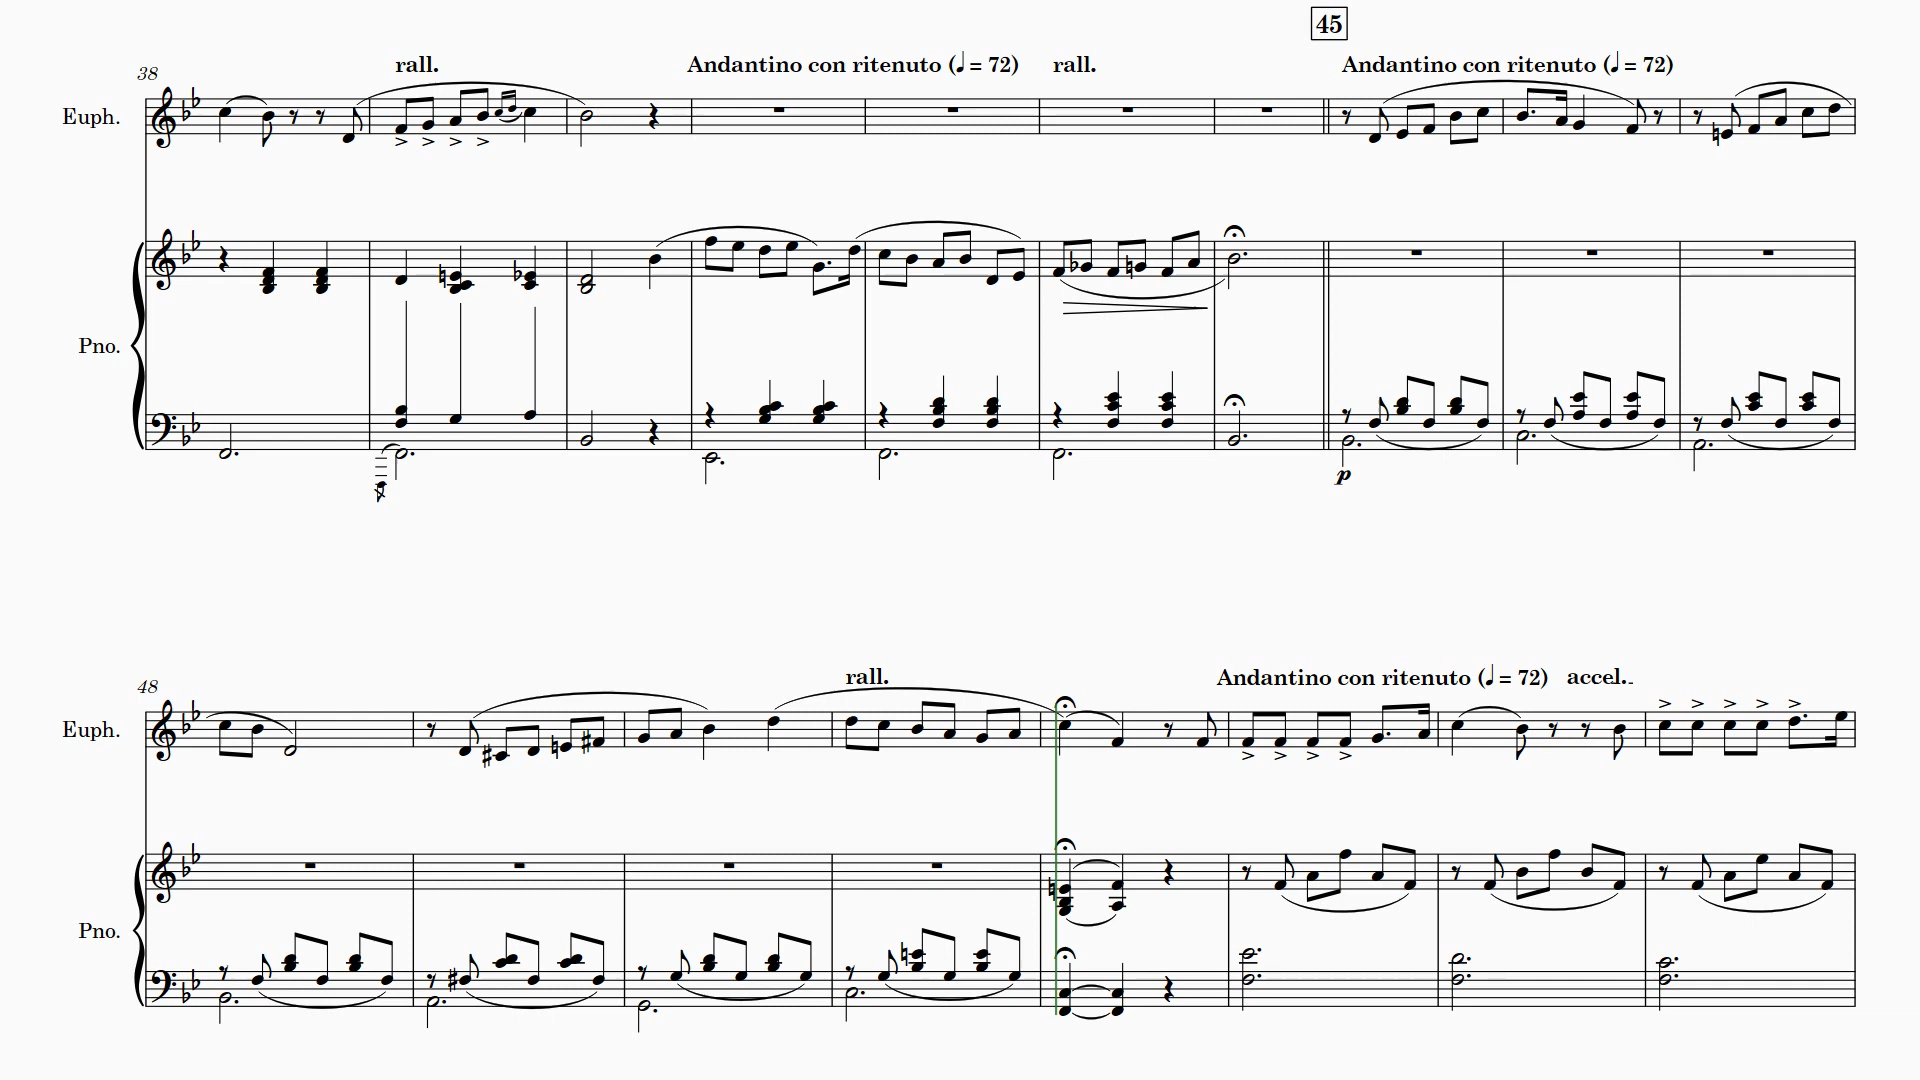 45
38
rall.
Andantino con ritenuto (♩ = 72)
rall.
Andantino con ritenuto (♩ = 72)
Euph.
Pno.
p
48
rall.
Andantino con ritenuto (♩ = 72)
accel.
Euph.
Pno.